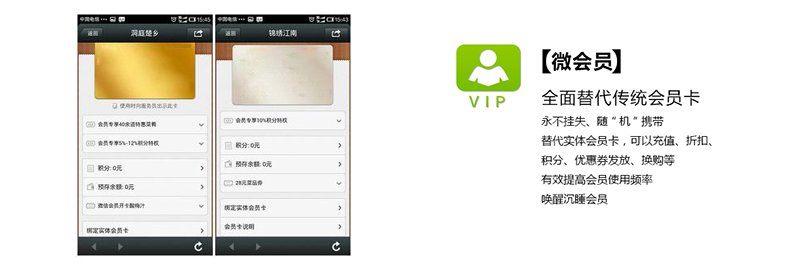 中国电信
15:45
返回
洞庭楚乡
使用时向服务员出示此卡
会员专享40余道特惠菜肴
会员专享5%-12%积分特权
积分: 0元
预存余额: 0元
微信会员开卡酸梅汁
绑定实体会员卡
中国电信
15:43
返回
锦绣江南
会员专享10%积分特权
积分: 0元
预存余额: 0元
28元菜品券
绑定实体会员卡
会员卡说明
VIP
【微会员】
全面替代传统会员卡
永不挂失、随“机”携带
替代实体会员卡，可以充值、折扣、
积分、优惠券发放、换购等
有效提高会员使用频率
唤醒沉睡会员